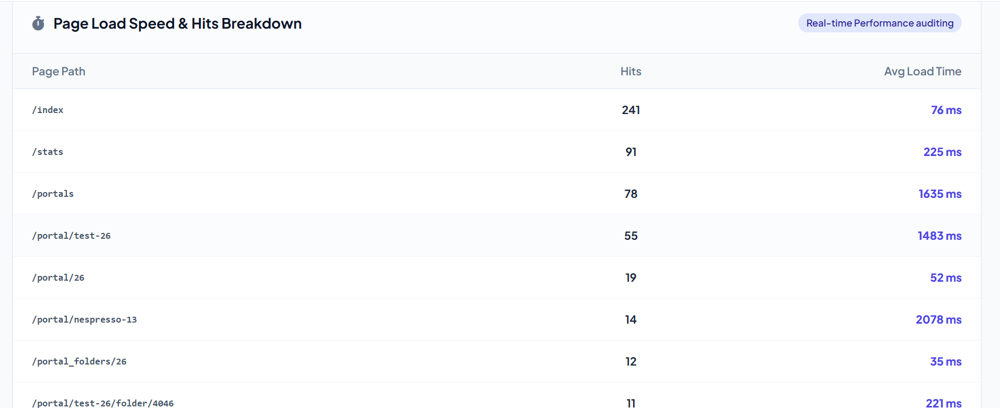 Page Load Speed & Hits Breakdown
Real-time Performance auditing
Page Path Hits Avg Load Time
/index 241 76 ms
/stats 91 225 ms
/portals 78 1635 ms
/portal/test-26 55 1483 ms
/portal/26 19 52 ms
/portal/nespresso-13 14 2078 ms
/portal_folders/26 12 35 ms
/portal/test-26/folder/4046 11 221 ms